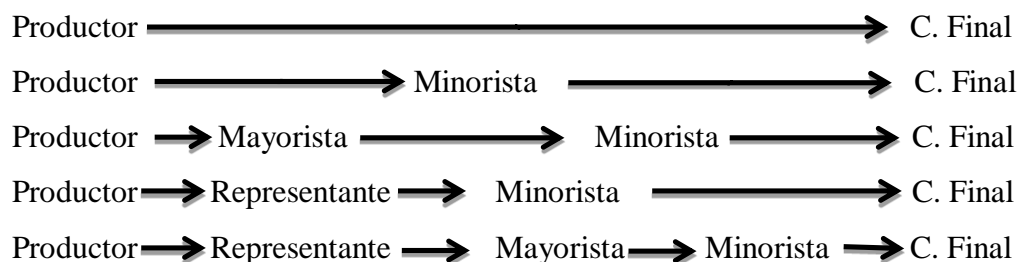 Productor C. Final
Productor Minorista C. Final
Productor Mayorista Minorista C. Final
Productor Representante Minorista C. Final
Productor Representante Mayorista Minorista C. Final